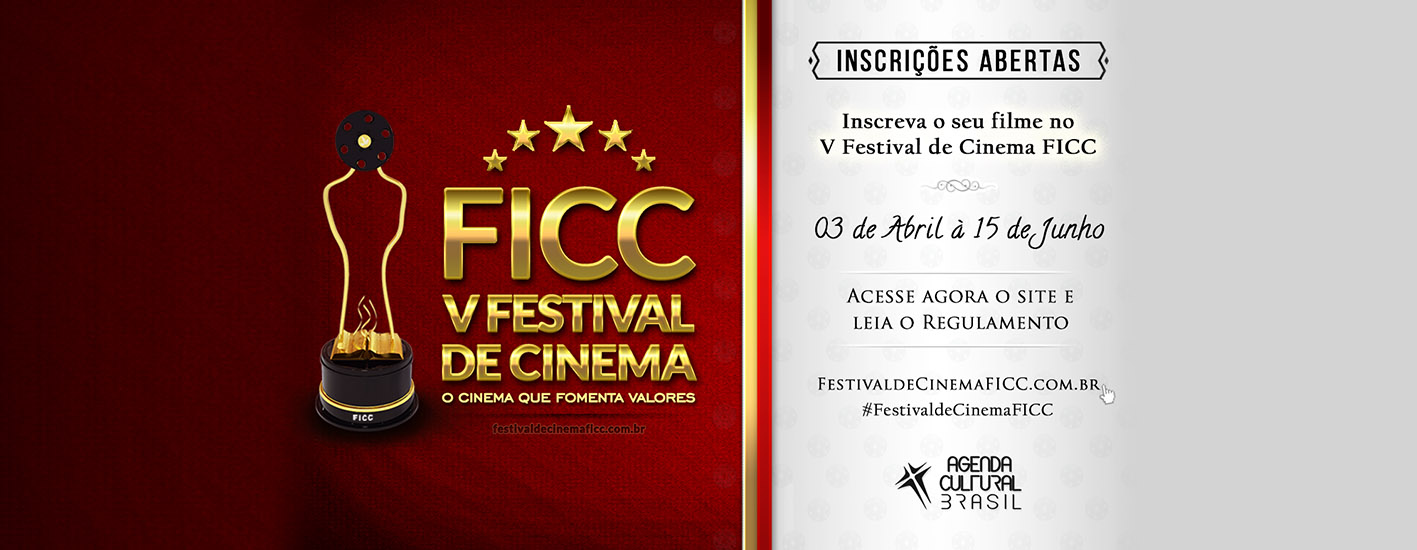 FICC
V FESTIVAL
DE CINEMA
O CINEMA QUE FOMENTA VALORES
festivaldecinemaficc.com.br
FICC
INSCRIÇÕES ABERTAS
Inscreva o seu filme no
V Festival de Cinema FICC
03 de Abril à 15 de Junho
ACESSE AGORA O SITE E
LEIA O REGULAMENTO
FESTIVALDECINEMAFICC.COM.BR
#FestivaldeCinemaFICC
AGENDA
CULTURAL
BRASIL